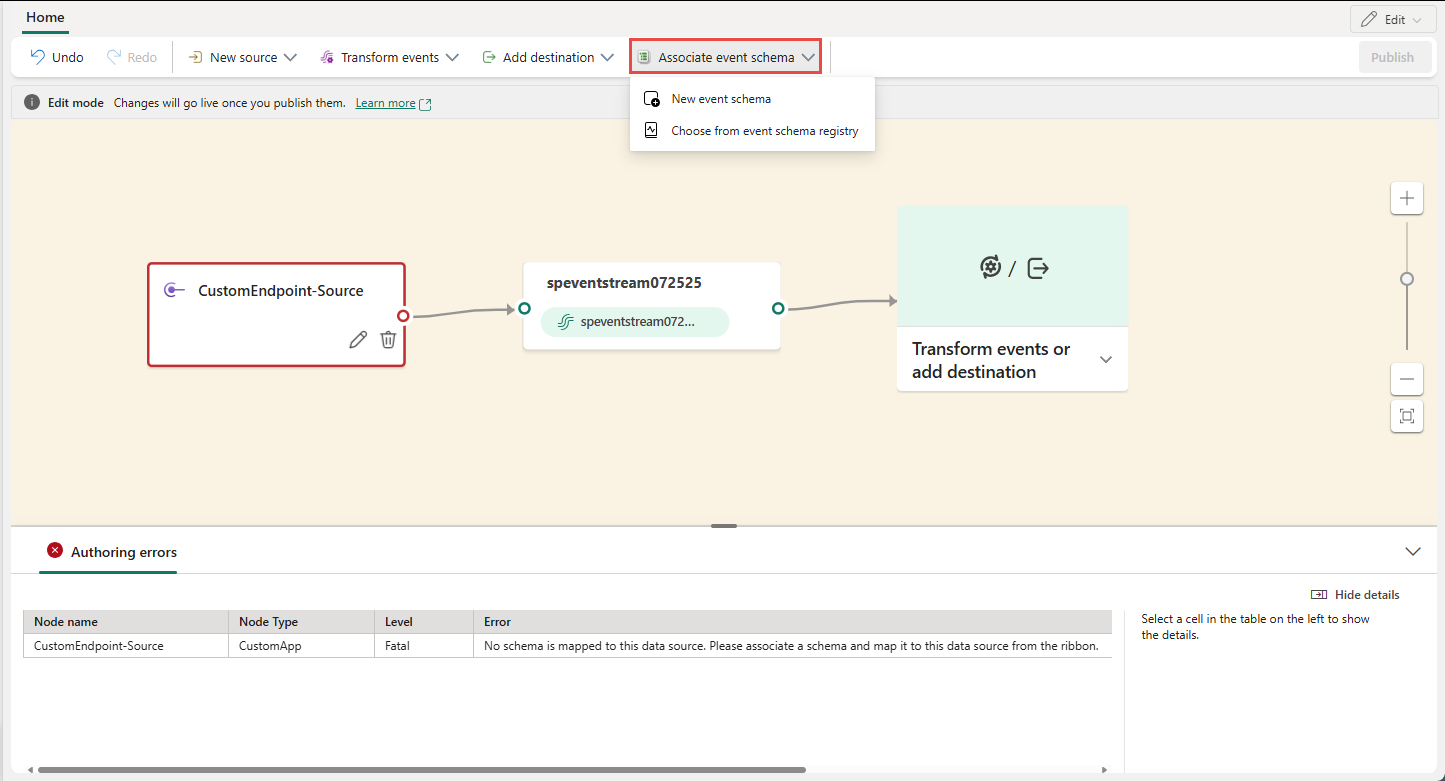 Home
Edit
Undo
Redo
New source
Transform events
Add destination
Associate event schema
Publish
New event schema
Choose from event schema registry
Edit mode
Changes will go live once you publish them.
Learn more
CustomEndpoint-Source
speventstream072525
speventstream072...
/
Transform events or
add destination
Authoring errors
Hide details
Node name
Node Type
Level
Error
CustomEndpoint-Source
CustomApp
Fatal
No schema is mapped to this data source. Please associate a schema and map it to this data source from the ribbon.
Select a cell in the table on the left to show
the details.